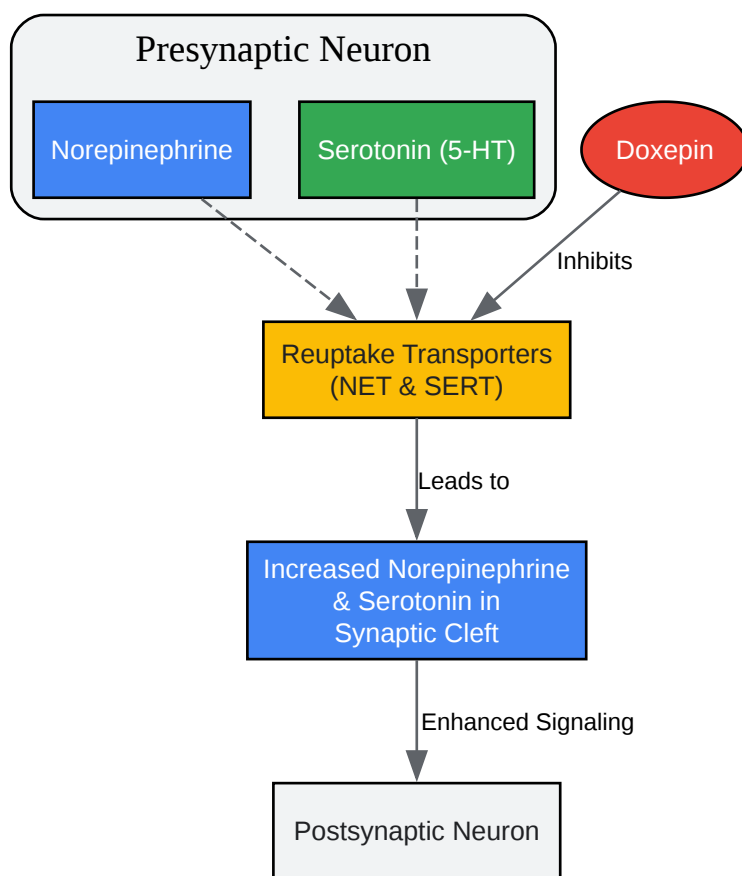 Presynaptic Neuron
Norepinephrine
Serotonin (5-HT)
Doxepin
Inhibits
Reuptake Transporters
(NET & SERT)
Leads to
Increased Norepinephrine
& Serotonin in
Synaptic Cleft
Enhanced Signaling
Postsynaptic Neuron